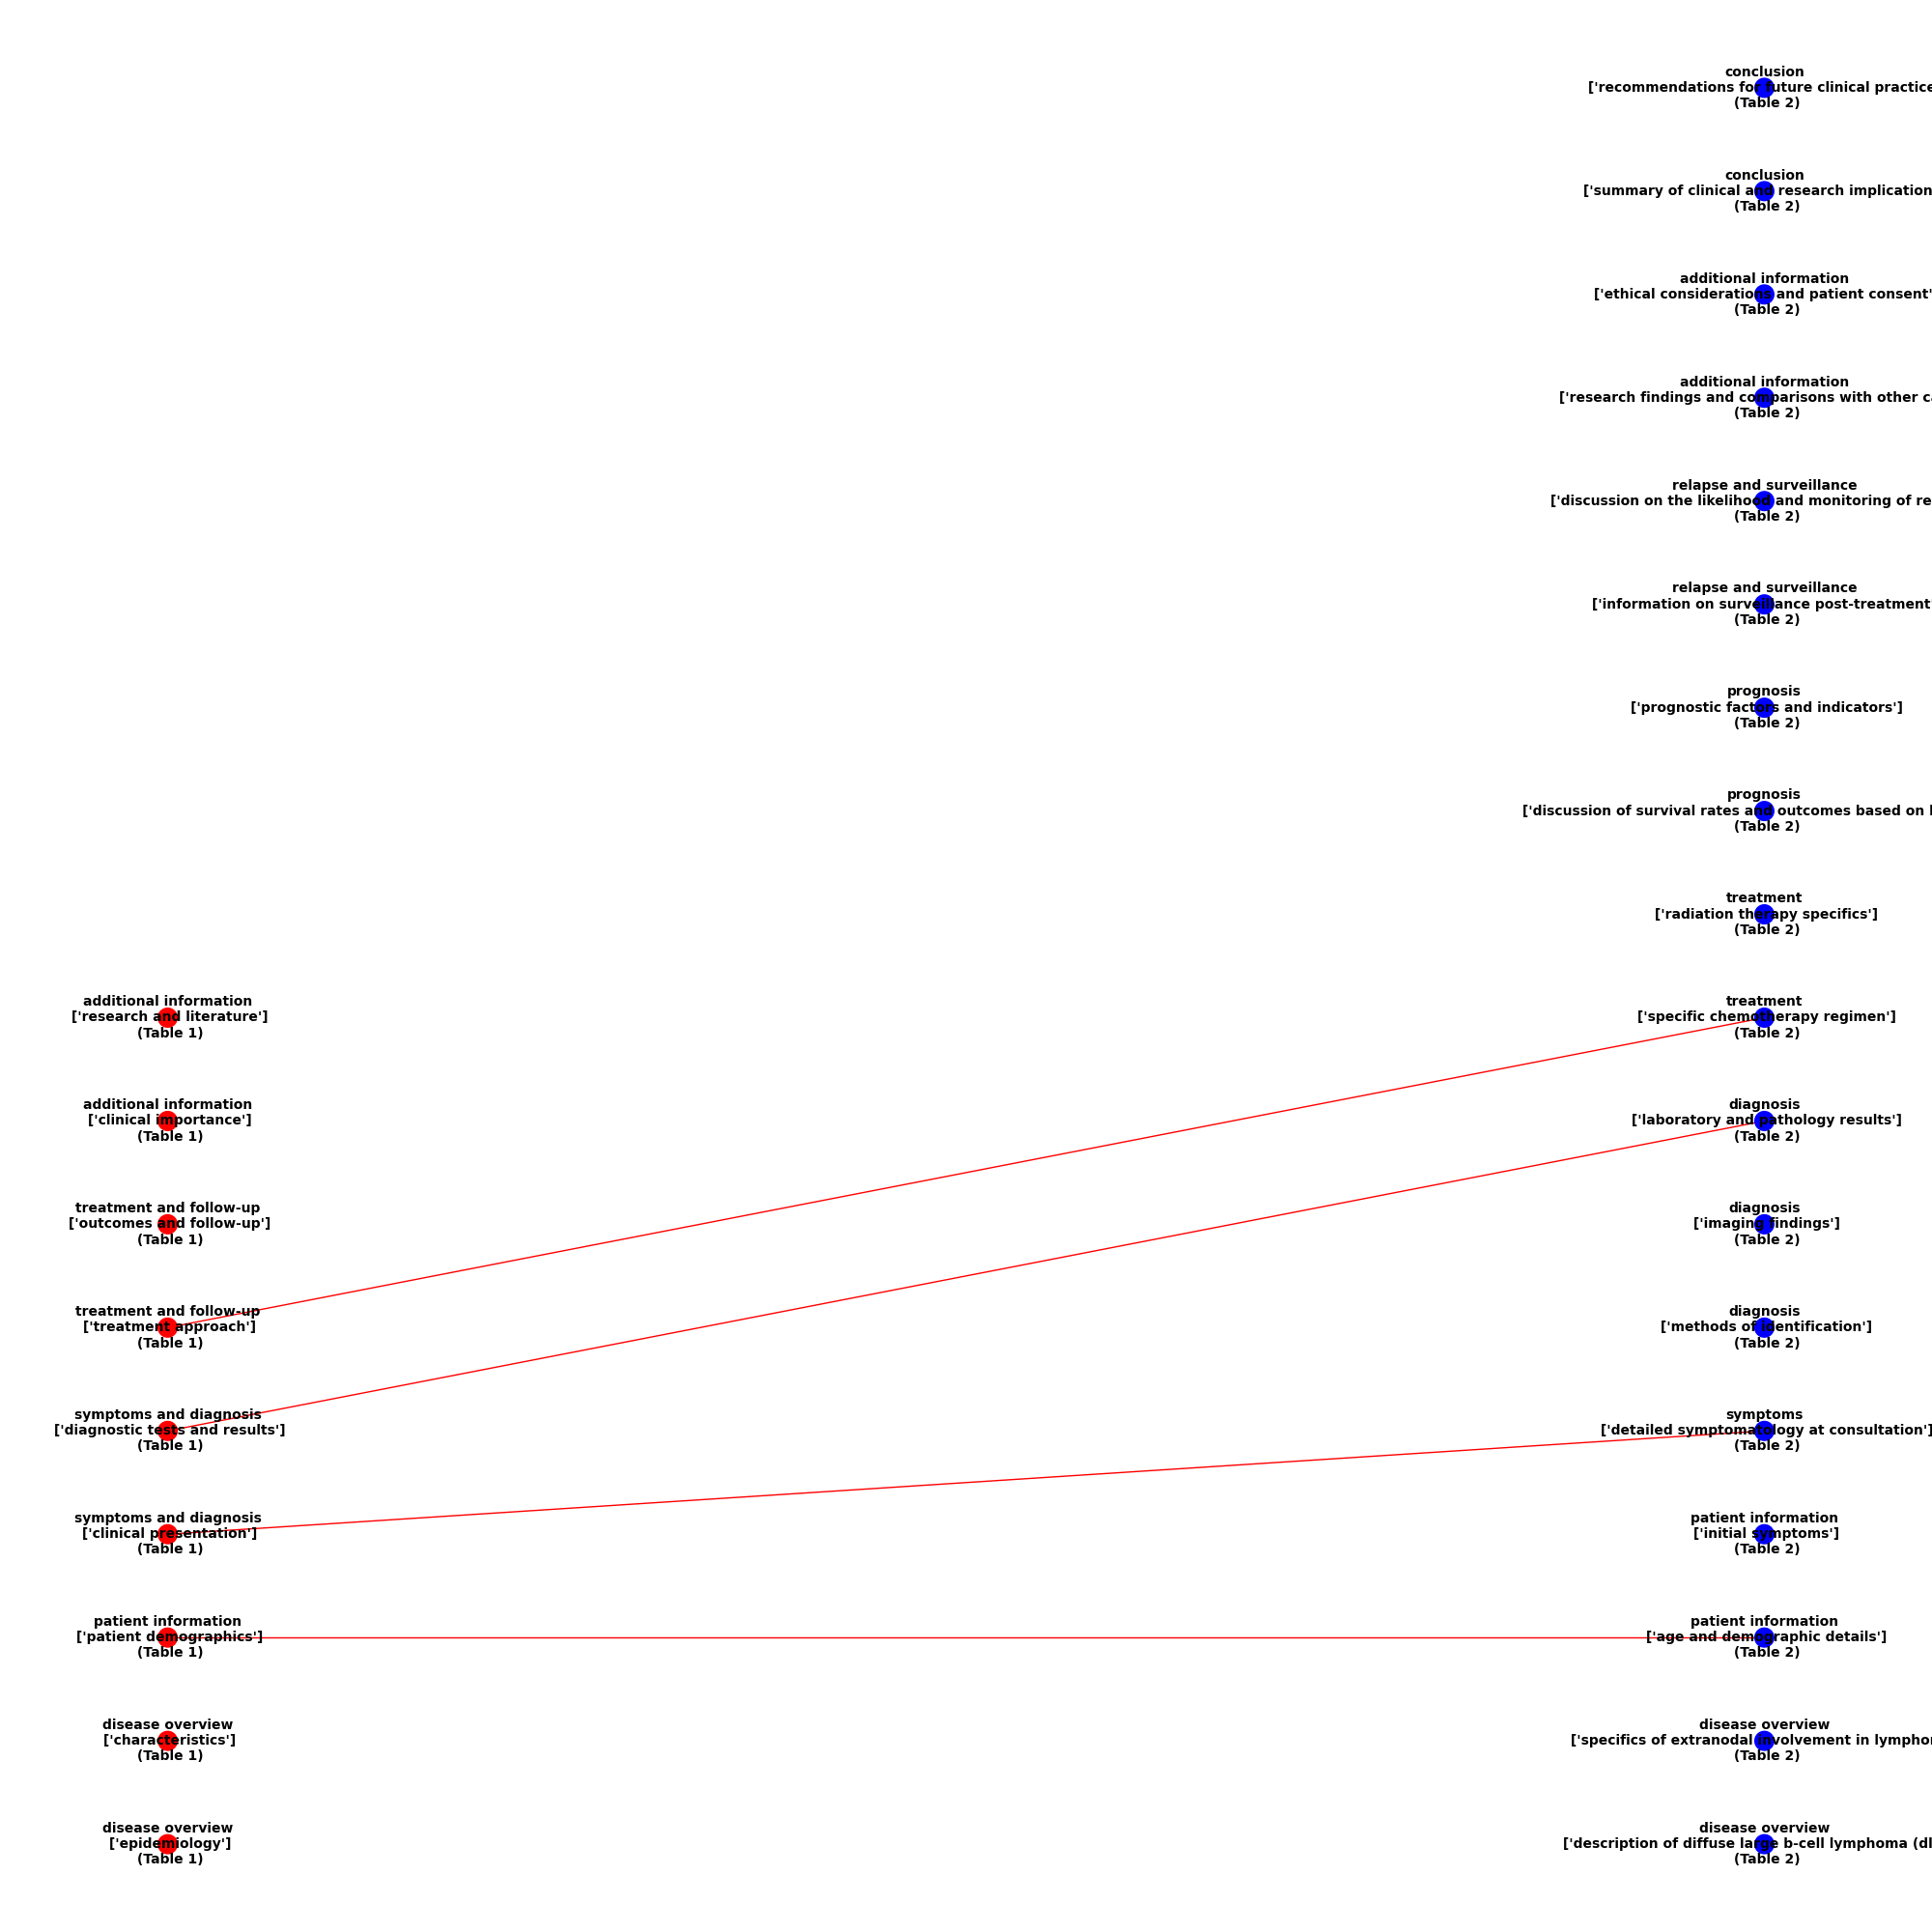 conclusion
['recommendations for future clinical practice
(Table 2)
conclusion
['summary of clinical and research implication
(Table 2)
additional information
['ethical considerations and patient consent'
(Table 2)
additional information
['research findings and comparisons with other
(Table 2)
relapse and surveillance
['discussion on the likelihood and monitoring of
(Table 2)
relapse and surveillance
['information on surveillance post-treatment
(Table 2)
prognosis
['prognostic factors and indicators']
(Table 2)
prognosis
['discussion of survival rates and outcomes based on
(Table 2)
treatment
['radiation therapy specifics']
(Table 2)
additional information
['research and literature']
(Table 1)
treatment
['specific chemotherapy regimen']
(Table 2)
additional information
['clinical importance']
(Table 1)
diagnosis
['laboratory and pathology results']
(Table 2)
treatment and follow-up
['outcomes and follow-up']
(Table 1)
diagnosis
['imaging findings']
(Table 2)
treatment and follow-up
['treatment approach']
(Table 1)
diagnosis
['methods of identification']
(Table 2)
symptoms and diagnosis
['diagnostic tests and results']
(Table 1)
symptoms
['detailed symptomatology at consultation']
(Table 2)
symptoms and diagnosis
['clinical presentation']
(Table 1)
patient information
['initial symptoms']
(Table 2)
patient information
['patient demographics']
(Table 1)
patient information
['age and demographic details']
(Table 2)
disease overview
['characteristics']
(Table 1)
disease overview
['specifics of extranodal involvement in
(Table 2)
disease overview
['epidemiology']
(Table 1)
disease overview
['description of diffuse large b-cell lymphoma
(Table 2)